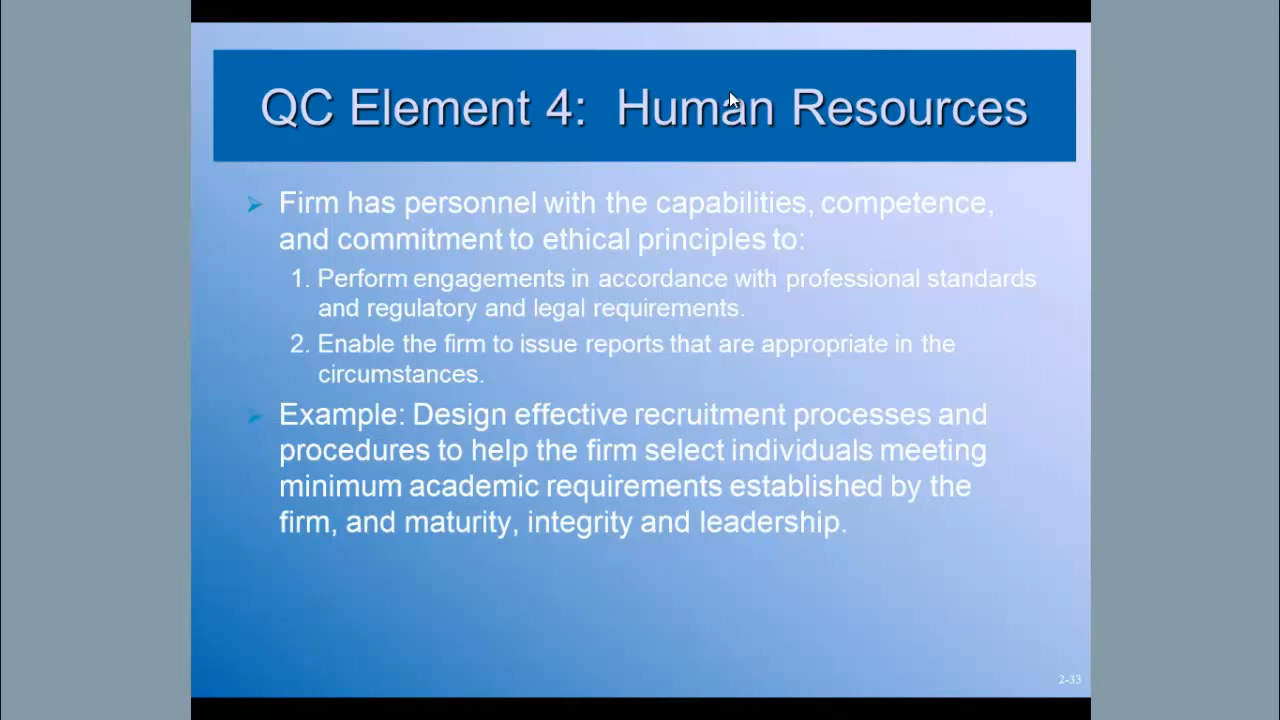 QC Element 4: Human Resources
Firm has personnel with the capabilities, competence,
and commitment to ethical principles to:
1. Perform engagements in accordance with professional standards
and regulatory and legal requirements.
2. Enable the firm to issue reports that are appropriate in the
circumstances.
Example: Design effective recruitment processes and
procedures to help the firm select individuals meeting
minimum academic requirements established by the
firm, and maturity, integrity and leadership.
2-33